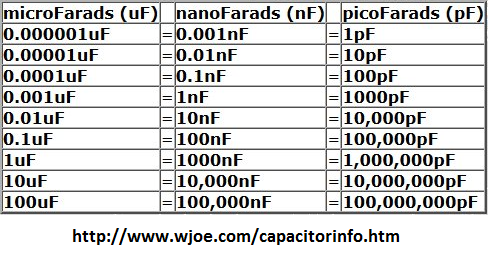 microFarads (uF) nanoFarads (nF) picoFarads (pF)
0.000001uF = 0.001nF = 1pF
0.00001uF = 0.01nF = 10pF
0.0001uF = 0.1nF = 100pF
0.001uF = 1nF = 1000pF
0.01uF = 10nF = 10,000pF
0.1uF = 100nF = 100,000pF
1uF = 1000nF = 1,000,000pF
10uF = 10,000nF = 10,000,000pF
100uF = 100,000nF = 100,000,000pF
http://www.wjoe.com/capacitorinfo.htm